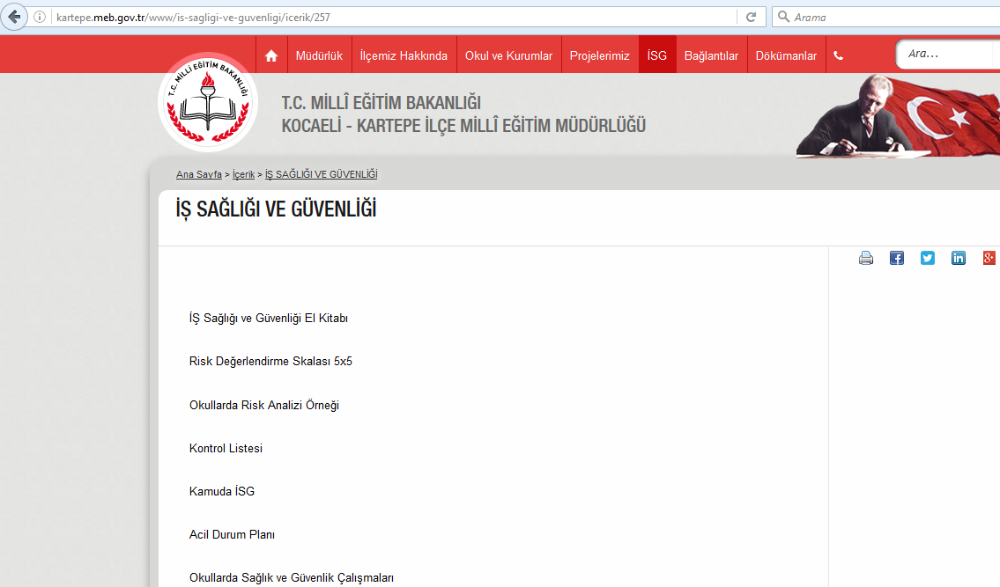 kartepe.meb.gov.tr/www/is-sagligi-ve-guvenligi/icerik/257
Arama
Müdürlük İlçemiz Hakkında Okul ve Kurumlar Projelerimiz İSG Bağlantılar Dökümanlar
Ara...
T.C. MİLLÎ EĞİTİM BAKANLIĞI
T.C. MİLLÎ EĞİTİM BAKANLIĞI
KOCAELİ - KARTEPE İLÇE MİLLÎ EĞİTİM MÜDÜRLÜĞÜ
Ana Sayfa > İçerik > İŞ SAĞLIĞI VE GÜVENLİĞİ
İŞ SAĞLIĞI VE GÜVENLİĞİ
İŞ Sağlığı ve Güvenliği El Kitabı
Risk Değerlendirme Skalası 5x5
Okullarda Risk Analizi Örneği
Kontrol Listesi
Kamuda İSG
Acil Durum Planı
Okullarda Sağlık ve Güvenlik Çalışmaları